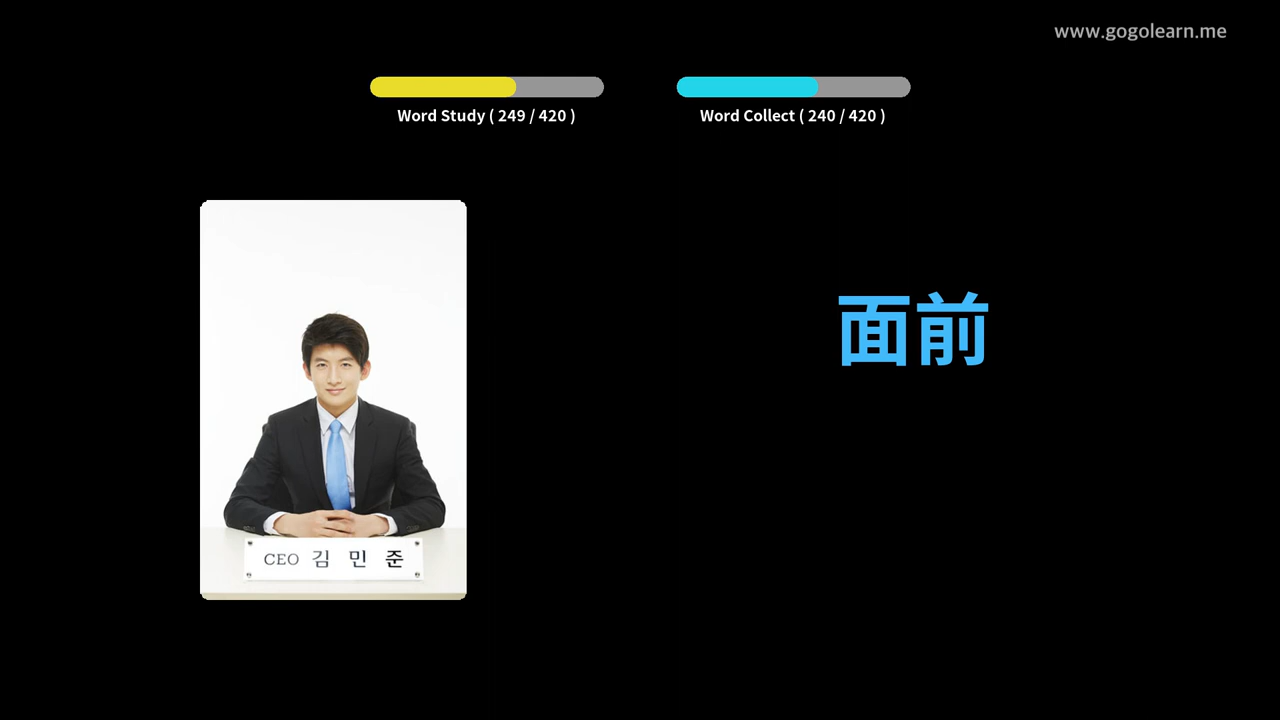 www.gogolearn.me
Word Study ( 249 / 420 )
Word Collect ( 240 / 420 )
面前
CEO 김 민 준